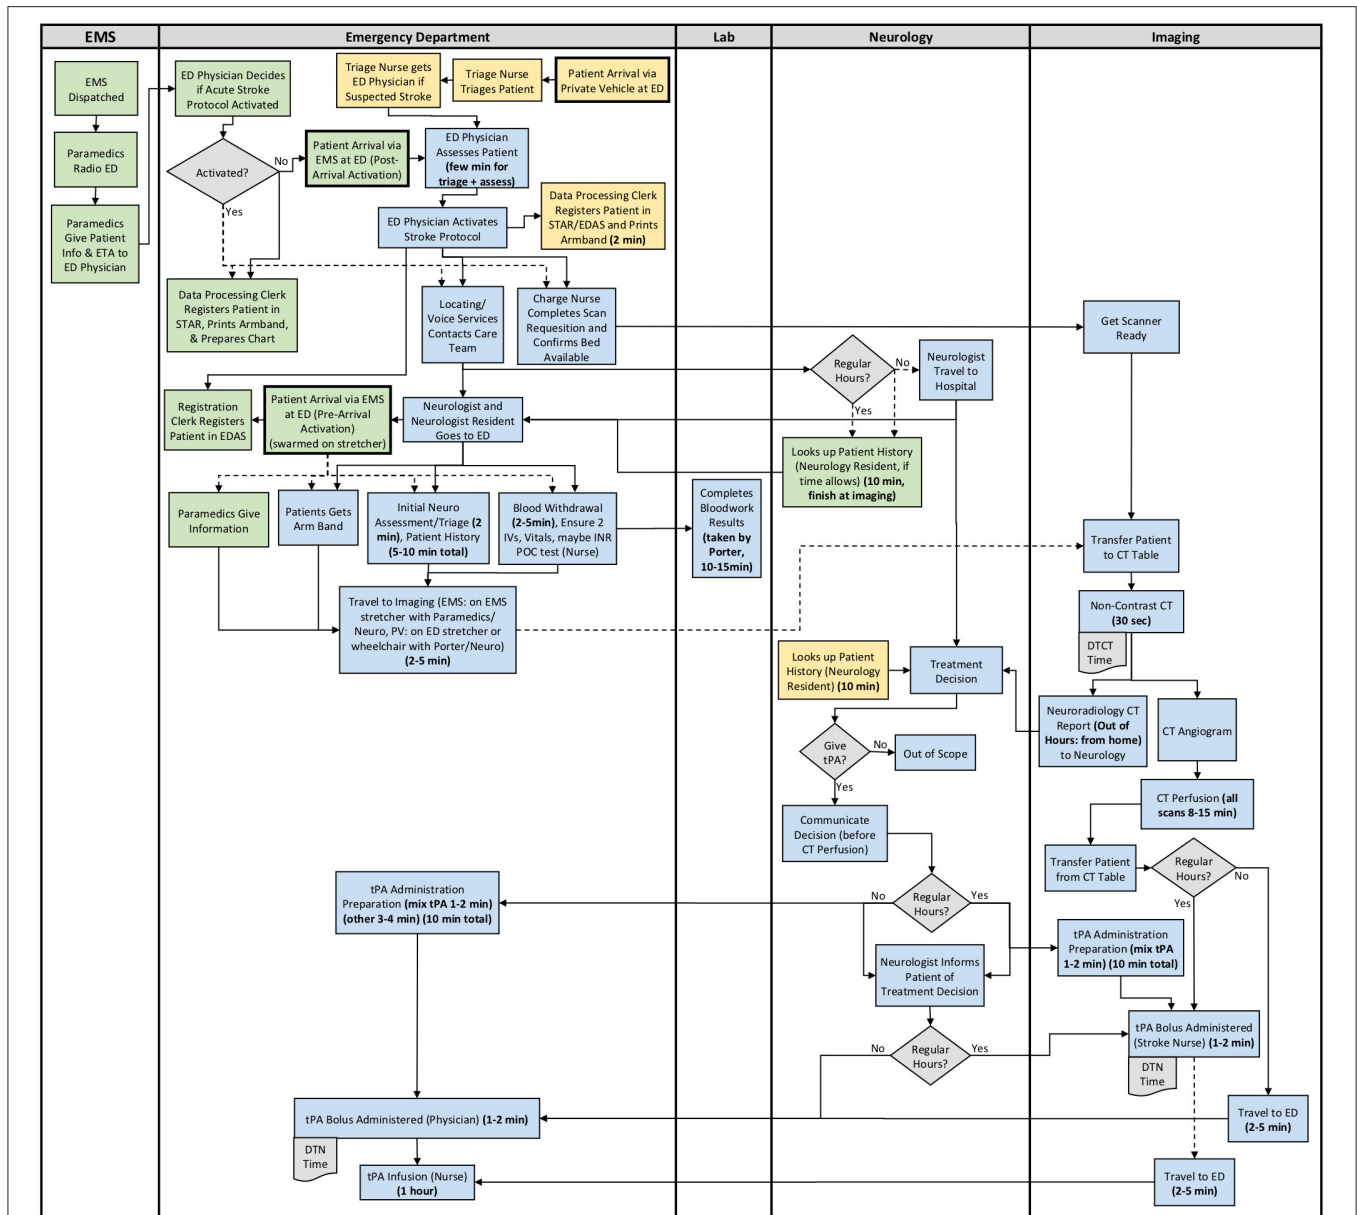 EMS
Emergency Department
Lab
Neurology
Imaging
EMS
Dispatched
Paramedics
Radio ED
Paramedics
Give Patient
Info & ETA to
ED Physician
ED Physician Decides
if Acute Stroke
Protocol Activated
Triage Nurse gets
ED Physician if
Suspected Stroke
Triage Nurse
Triages Patient
Patient Arrival via
Private Vehicle at ED
Activated?
No
Yes
Patient Arrival via
EMS at ED (Post-
Arrival Activation)
ED Physician
Assesses Patient
(few min for
triage + assess)
ED Physician Activates
Stroke Protocol
Data Processing Clerk
Registers Patient in
STAR/EDAS and Prints
Armband (2 min)
Data Processing Clerk
Registers Patient in
STAR, Prints Armband,
& Prepares Chart
Locating/
Voice Services
Contacts Care
Team
Charge Nurse
Completes Scan
Requesition and
Confirms Bed
Available
Get Scanner
Ready
Regular
Hours?
No
Yes
Neurologist
Travel to
Hospital
Registration
Clerk Registers
Patient in EDAS
Patient Arrival via EMS
at ED (Pre-Arrival
Activation)
(swarmed on stretcher)
Neurologist and
Neurologist Resident
Goes to ED
Looks up Patient History
(Neurology Resident, if
time allows) (10 min,
finish at imaging)
Paramedics Give
Information
Patients Gets
Arm Band
Initial Neuro
Assessment/Triage (2
min), Patient History
(5-10 min total)
Blood Withdrawal
(2-5min), Ensure 2
IVs, Vitals, maybe INR
POC test (Nurse)
Completes
Bloodwork
Results
(taken by
Porter,
10-15min)
Transfer Patient
to CT Table
Travel to Imaging (EMS: on EMS
stretcher with Paramedics/
Neuro, PV: on ED stretcher or
wheelchair with Porter/Neuro)
(2-5 min)
Non-Contrast CT
(30 sec)
DTCT
Time
Looks up Patient
History (Neurology
Resident) (10 min)
Treatment
Decision
Neuroradiology CT
Report (Out of
Hours: from home)
to Neurology
CT Angiogram
Give
tPA?
No
Yes
Out of Scope
CT Perfusion (all
scans 8-15 min)
Communicate
Decision (before
CT Perfusion)
Transfer Patient
from CT Table
Regular
Hours?
No
Yes
tPA Administration
Preparation (mix tPA 1-2 min)
(other 3-4 min) (10 min total)
No
Regular
Hours?
Yes
tPA Administration
Preparation (mix tPA
1-2 min) (10 min total)
Neurologist Informs
Patient of
Treatment Decision
No
Regular
Hours?
Yes
tPA Bolus Administered
(Stroke Nurse) (1-2 min)
DTN
Time
tPA Bolus Administered (Physician) (1-2 min)
DTN
Time
Travel to ED
(2-5 min)
tPA Infusion (Nurse)
(1 hour)
Travel to ED
(2-5 min)